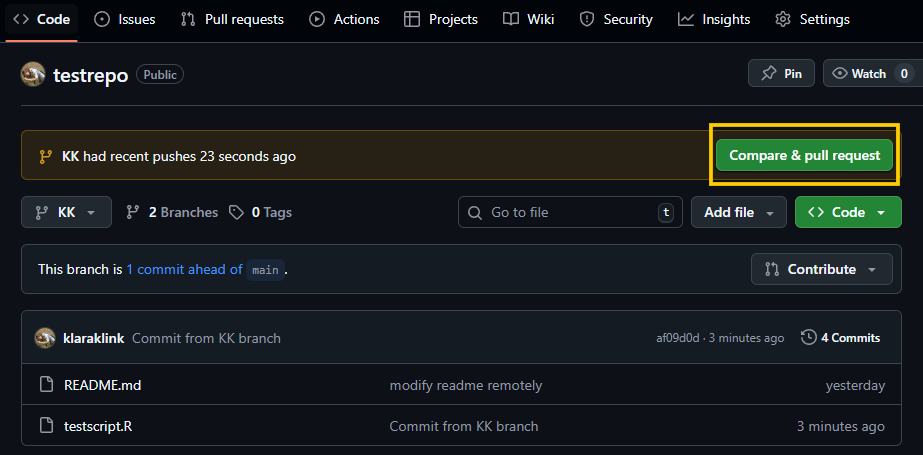 Code Issues Pull requests Actions Projects Wiki Security Insights Settings
testrepo Public Pin Watch 0
KK had recent pushes 23 seconds ago Compare & pull request
KK 2 Branches 0 Tags Go to file t Add file Code
This branch is 1 commit ahead of main. Contribute
klaraklink Commit from KK branch af09d0d · 3 minutes ago 4 Commits
README.md modify readme remotely yesterday
testscript.R Commit from KK branch 3 minutes ago